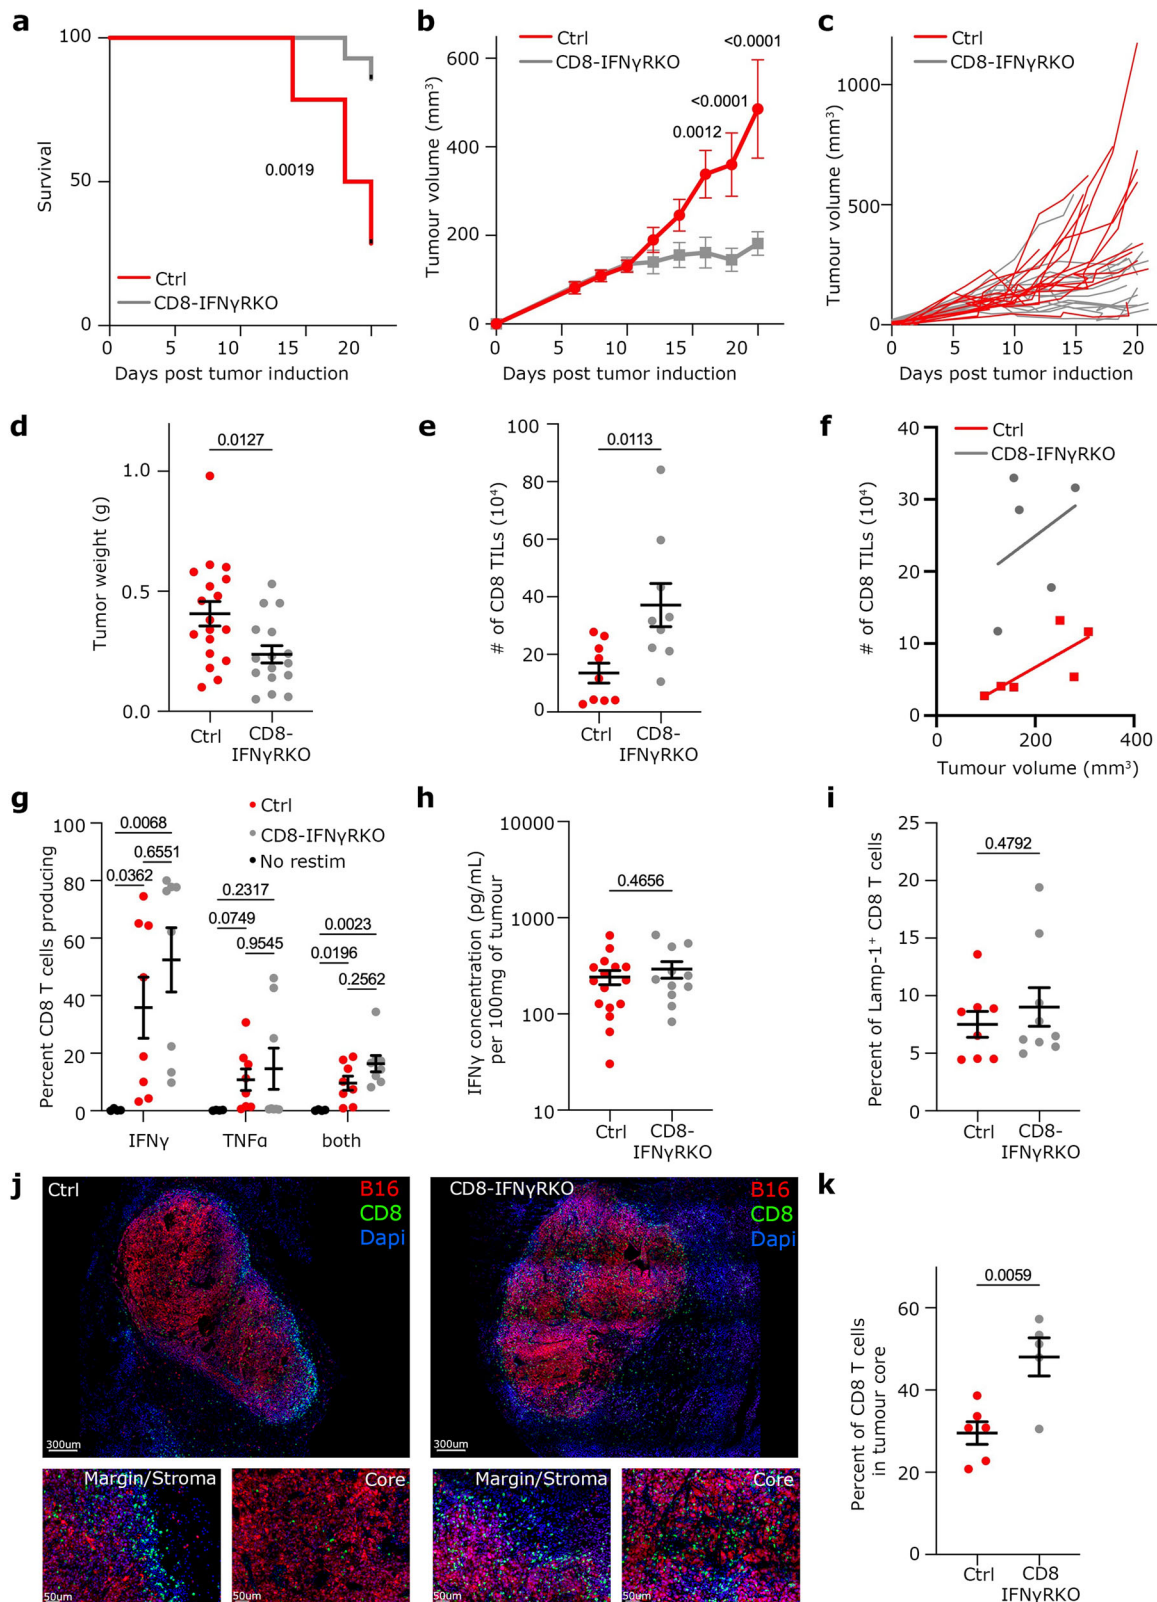 a
100
50
0
Survival
0.0019
Ctrl
CD8-IFNγRKO
0 5 10 15 20
Days post tumor induction
b
Ctrl
CD8-IFNγRKO
<0.0001
<0.0001
0.0012
600
400
200
0
Tumour volume (mm³)
0 5 10 15 20
Days post tumor induction
c
Ctrl
CD8-IFNγRKO
1000
500
0
Tumour volume (mm³)
0 5 10 15 20
Days post tumor induction
d
0.0127
1.0
0.5
0.0
Tumor weight (g)
Ctrl
CD8-
IFNγRKO
e
100
80
60
40
20
0
0.0113
# of CD8 TILs (10⁴)
Ctrl
CD8-
IFNγRKO
f
Ctrl
CD8-IFNγRKO
40
30
20
10
0
# of CD8 TILs (10⁴)
0 200 400
Tumour volume (mm³)
g
Ctrl
CD8-IFNγRKO
No restim
100
80
60
40
20
0
Percent CD8 T cells producing
0.0068
0.6551
0.0362
0.2317
0.0749
0.9545
0.0023
0.0196
0.2562
IFNγ
TNFα
both
h
10000
1000
100
10
0.4656
IFNγ concentration (pg/mL)
per 100mg of tumour
Ctrl
CD8-
IFNγRKO
i
25
20
15
10
5
0
0.4792
Percent of Lamp-1⁺ CD8 T cells
Ctrl
CD8-
IFNγRKO
j
Ctrl
B16
CD8
Dapi
300um
CD8-IFNγRKO
B16
CD8
Dapi
300um
Margin/Stroma
50um
Core
50um
Margin/Stroma
50um
Core
50um
k
0.0059
60
40
20
0
Percent of CD8 T cells
in tumour core
Ctrl
CD8
IFNγRKO